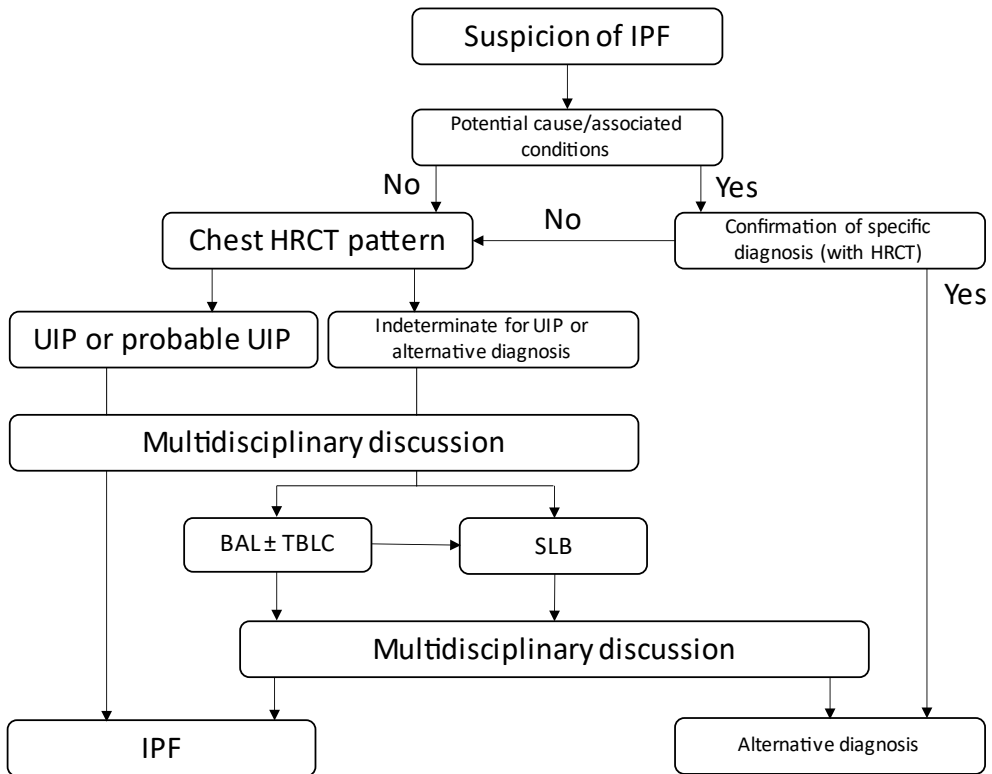 Suspicion of IPF
Potential cause/associated
conditions
No
Yes
Chest HRCT pattern
No
Confirmation of specific
diagnosis (with HRCT)
Yes
UIP or probable UIP
Indeterminate for UIP or
alternative diagnosis
Multidisciplinary discussion
BAL ± TBLC
SLB
Multidisciplinary discussion
IPF
Alternative diagnosis